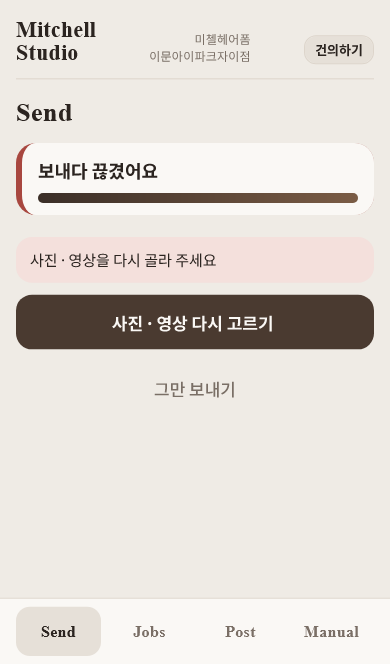 Mitchell
Studio
미젤헤어폼
이문아이파크자이점
건의하기
Send
보내다 끊겼어요
사진 · 영상을 다시 골라 주세요
사진 · 영상 다시 고르기
그만 보내기
Send
Jobs
Post
Manual